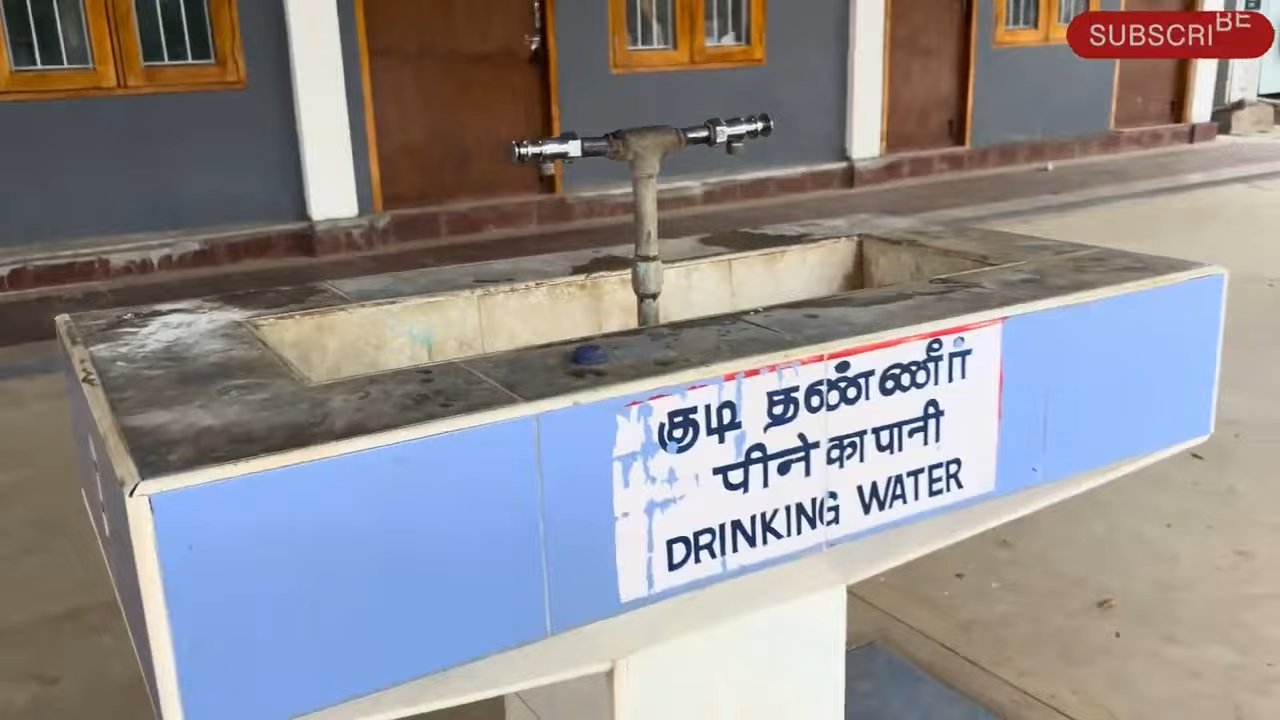 SUBSCRIBE
குடி தண்ணீர்
पीने का पानी
DRINKING WATER